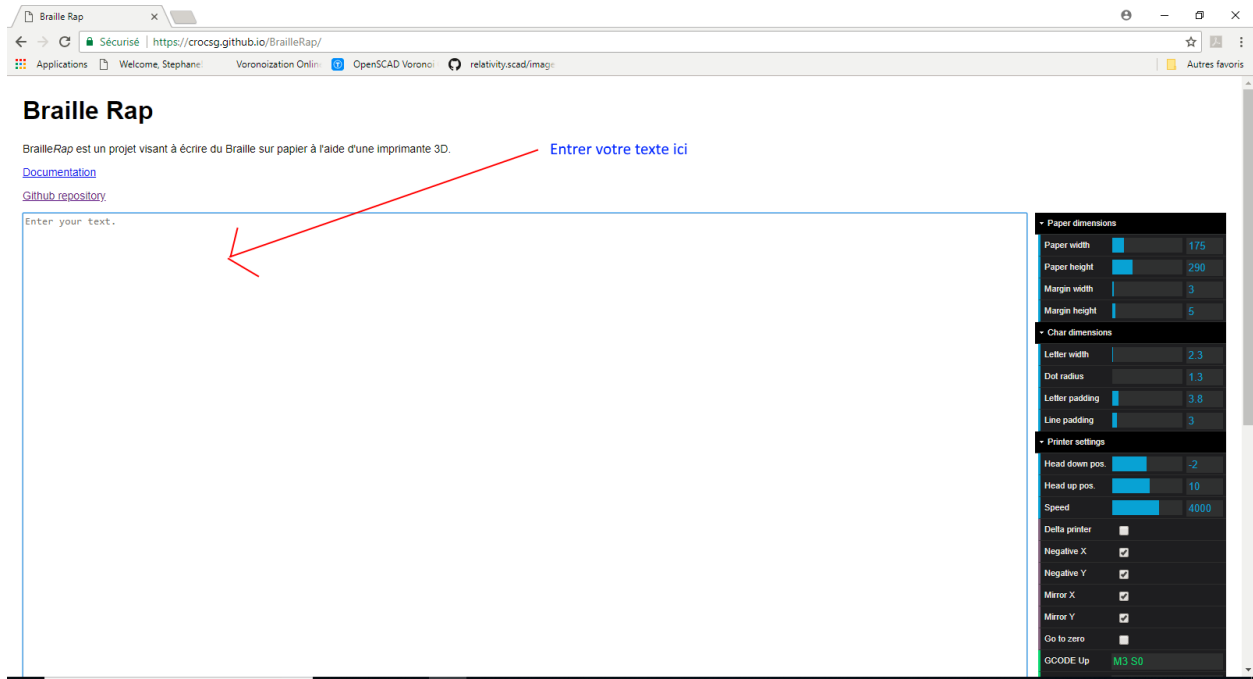 Braille Rap
Sécurisé | https://crocsg.github.io/BrailleRap/
Applications Welcome, Stephane Voronoization Onlin OpenSCAD Voronoi relativity.scad/image Autres favoris
Braille Rap
BrailleRap est un projet visant à écrire du Braille sur papier à l'aide d'une imprimante 3D.
Entrer votre texte ici
Documentation
Github repository
Enter your text.
Paper dimensions
Paper width 175
Paper height 290
Margin width 3
Margin height 5
Char dimensions
Letter width 2.3
Dot radius 1.3
Letter padding 3.8
Line padding 3
Printer settings
Head down pos. -2
Head up pos. 10
Speed 4000
Delta printer
Negative X
Negative Y
Mirror X
Mirror Y
Go to zero
GCODE Up M3 S0